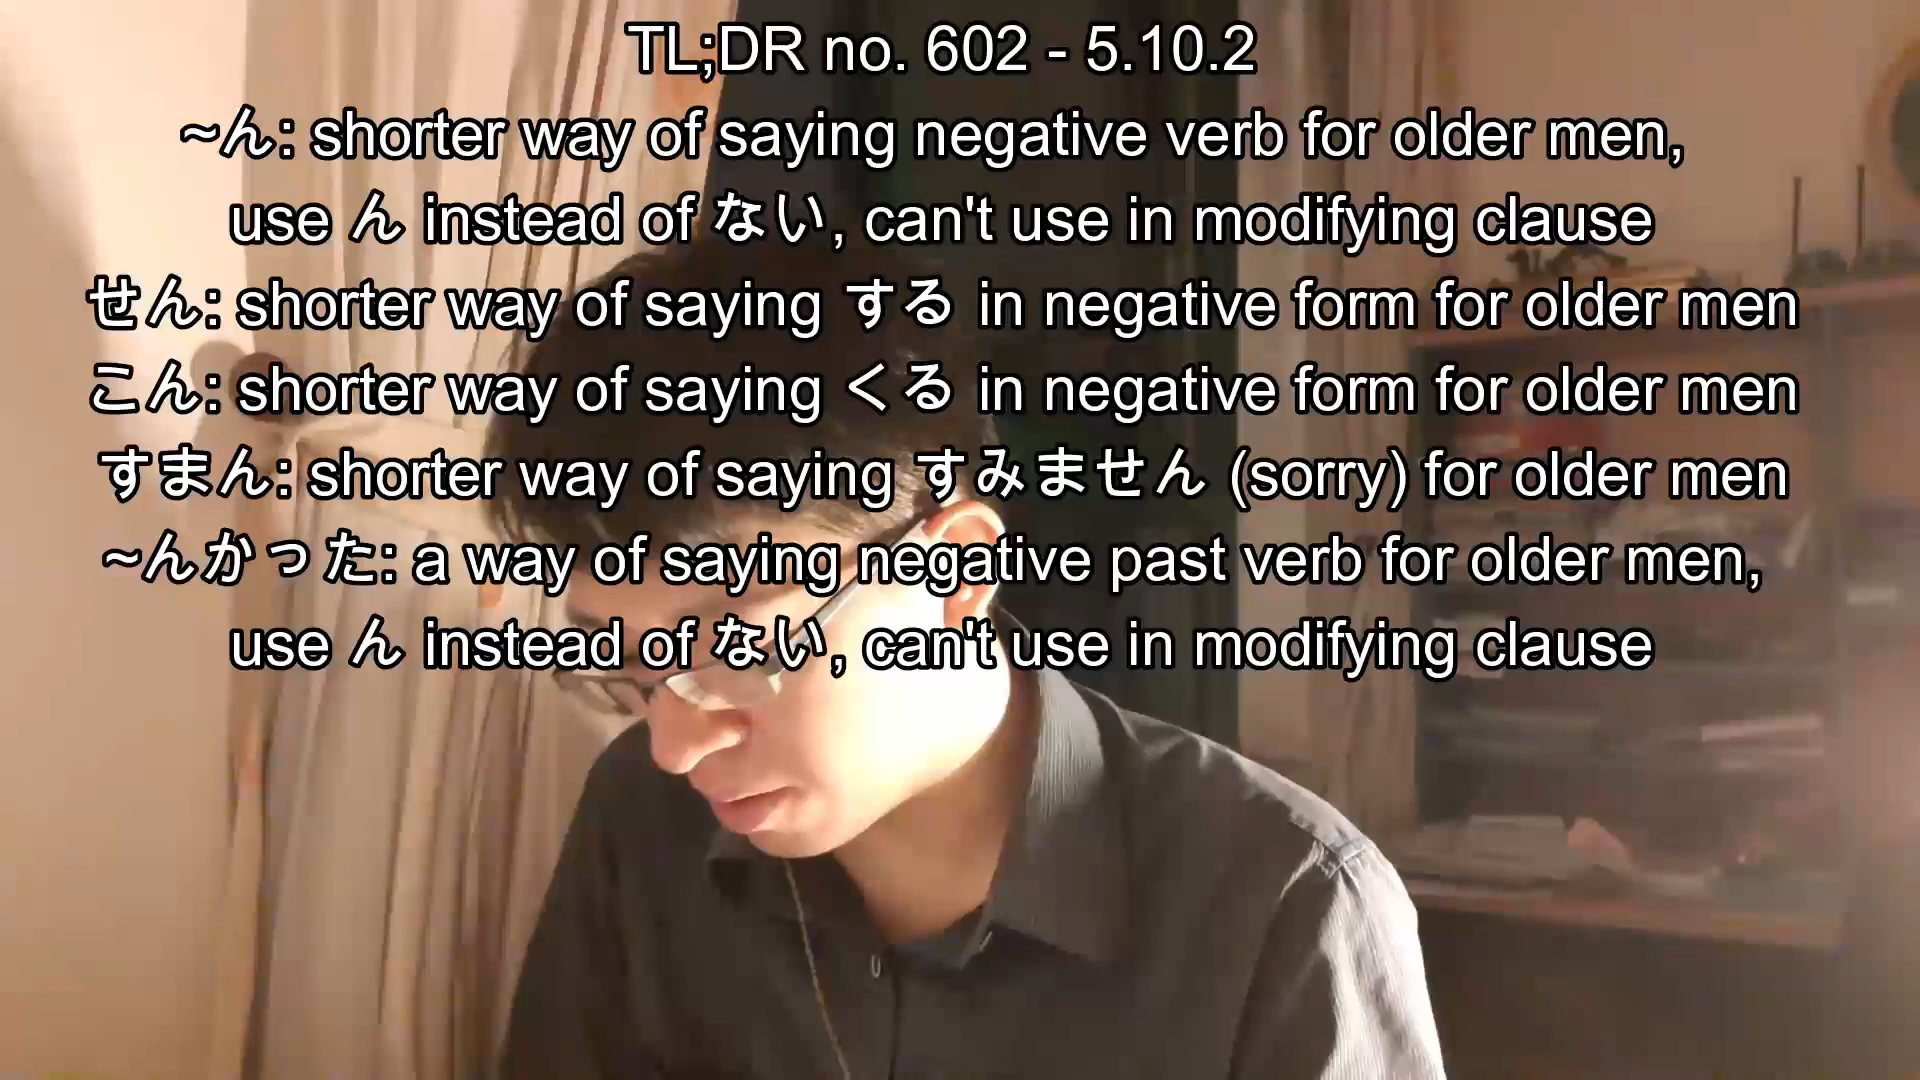 TL;DR no. 602 - 5.10.2
~ん: shorter way of saying negative verb for older men,
use ん instead of ない, can't use in modifying clause
せん: shorter way of saying する in negative form for older men
こん: shorter way of saying くる in negative form for older men
すまん: shorter way of saying すみません (sorry) for older men
~んかった: a way of saying negative past verb for older men,
use ん instead of ない, can't use in modifying clause